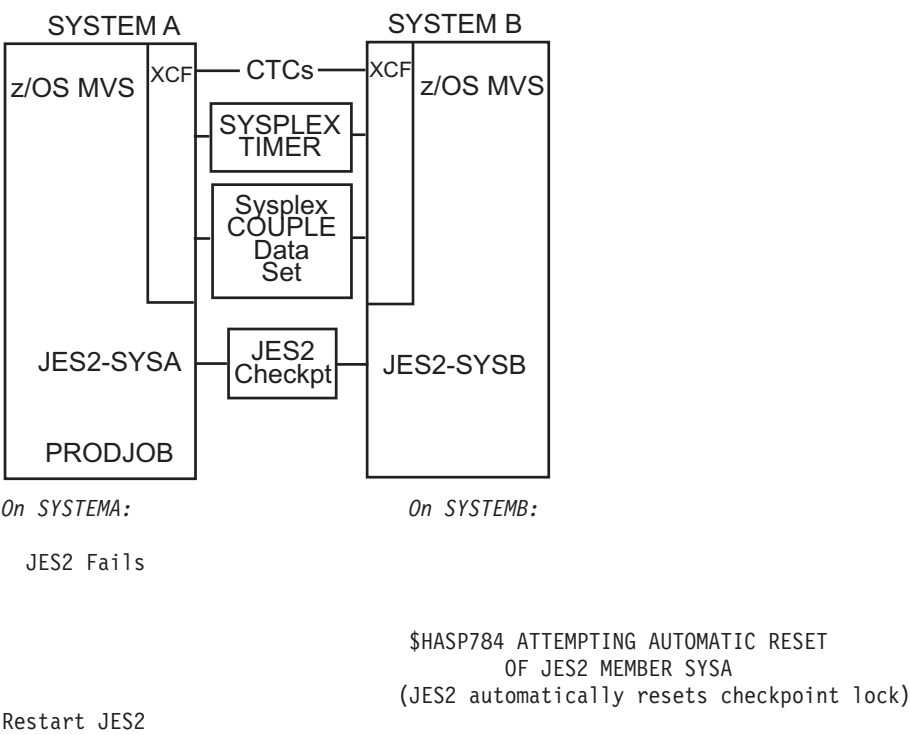 SYSTEM A
SYSTEM B
z/OS MVS
XCF
CTCs
XCF
z/OS MVS
SYSPLEX
TIMER
Sysplex
COUPLE
Data
Set
JES2-SYSA
JES2
Checkpt
JES2-SYSB
PRODJOB
On SYSTEMA:
On SYSTEMB:
JES2 Fails
$HASP784 ATTEMPTING AUTOMATIC RESET
OF JES2 MEMBER SYSA
(JES2 automatically resets checkpoint lock)
Restart JES2